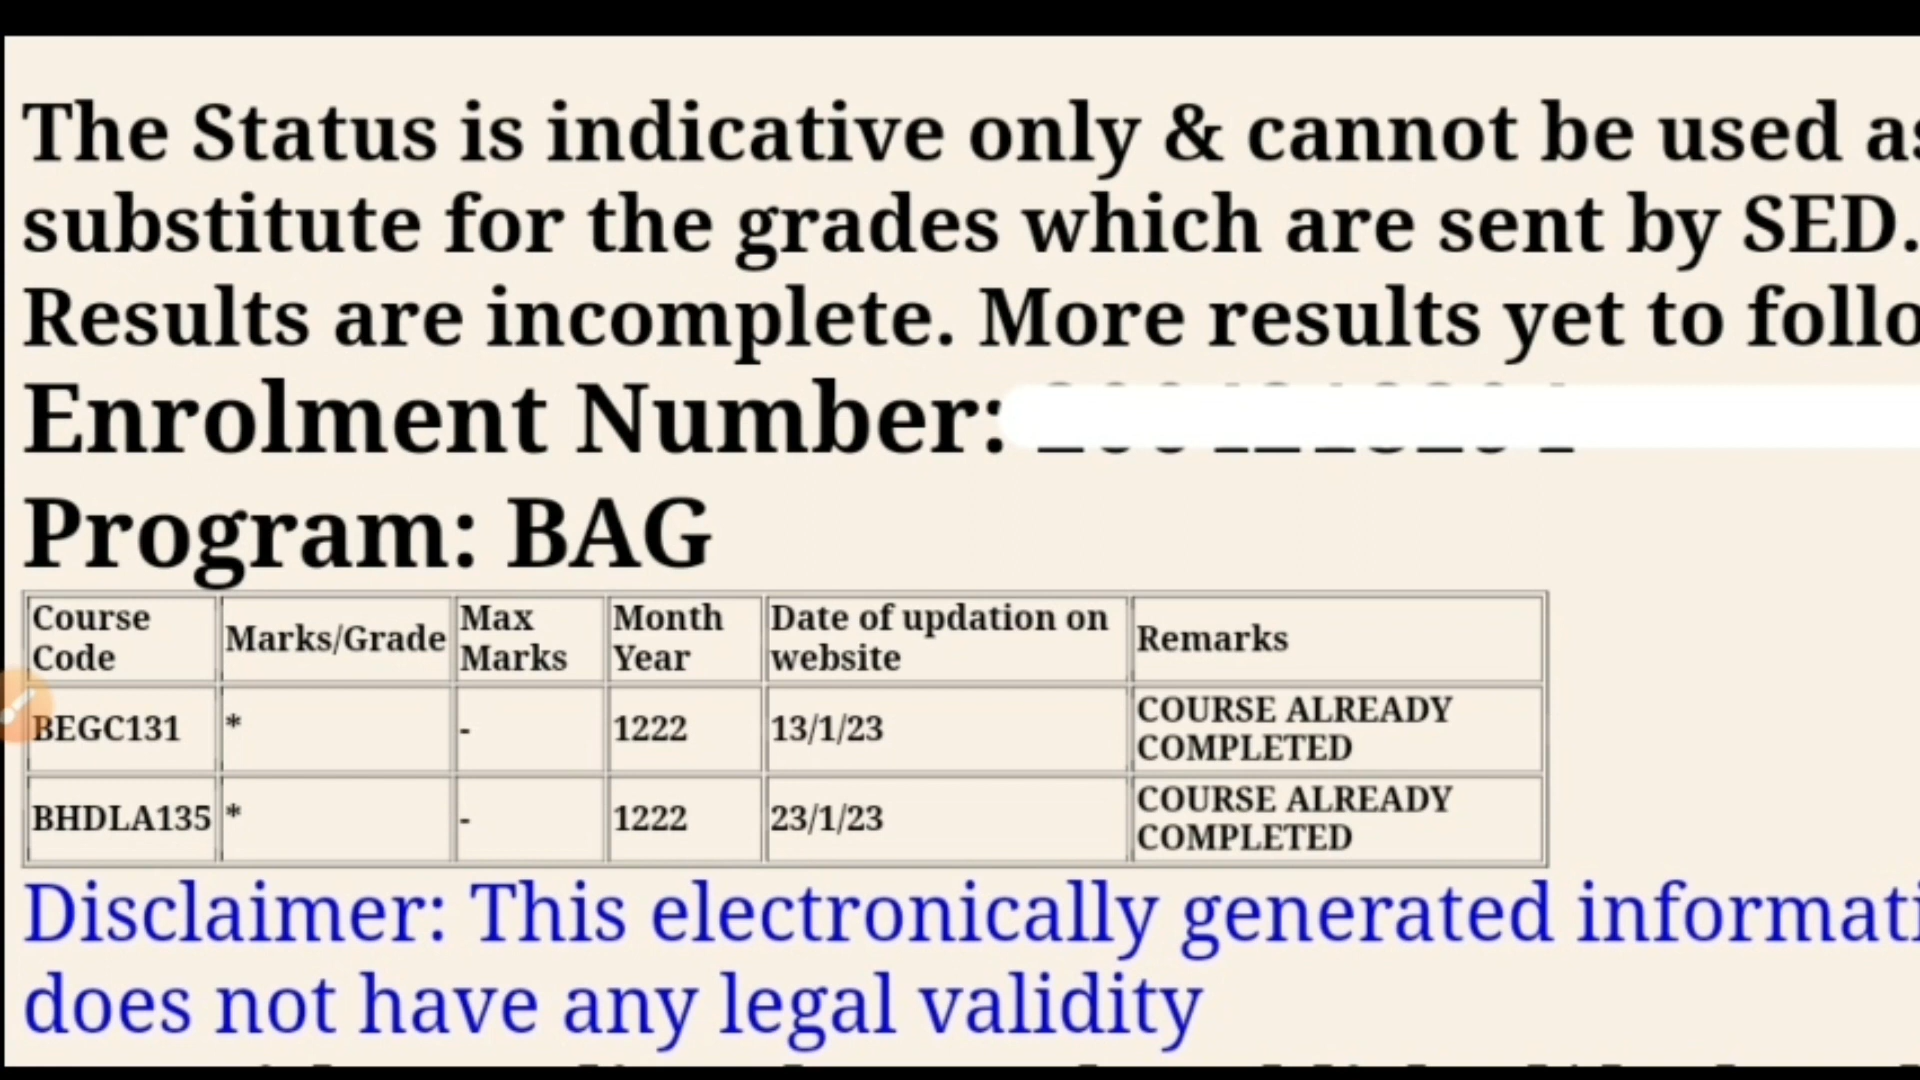 The Status is indicative only & cannot be used as
substitute for the grades which are sent by SED.
Results are incomplete. More results yet to follo
Enrolment Number:
Program: BAG
Course Code Marks/Grade Max Marks Month Year Date of updation on website Remarks
BEGC131 * - 1222 13/1/23 COURSE ALREADY COMPLETED
BHDLA135 * - 1222 23/1/23 COURSE ALREADY COMPLETED
Disclaimer: This electronically generated informati
does not have any legal validity